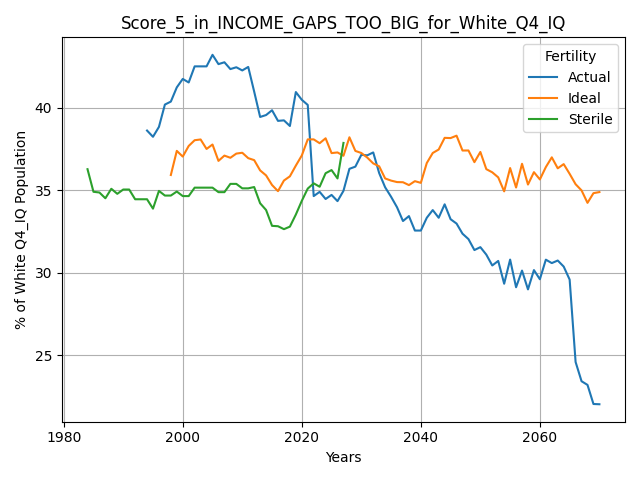 Score_5_in_INCOME_GAPS_TOO_BIG_for_White_Q4_IQ
Fertility
Actual
Ideal
Sterile
% of White Q4_IQ Population
40
35
30
25
1980
2000
2020
2040
2060
Years